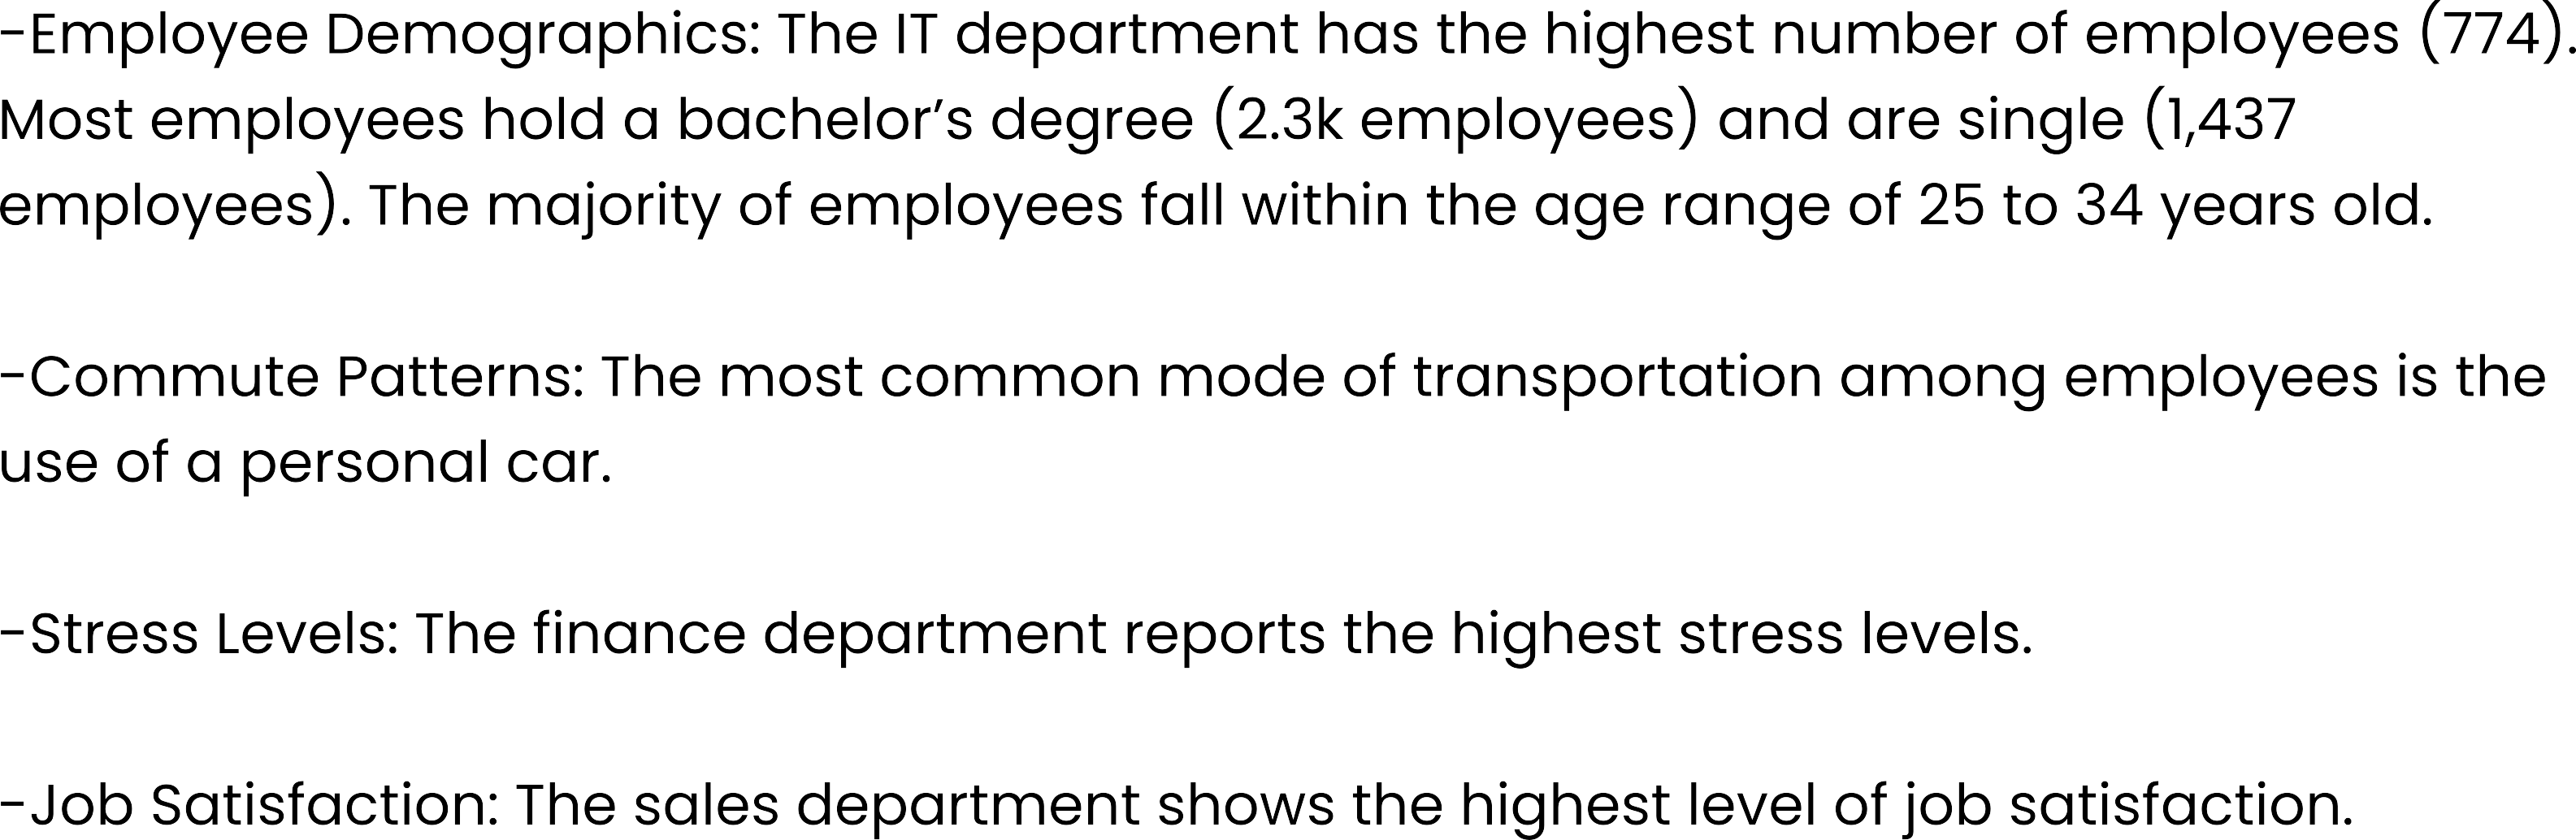 -Employee Demographics: The IT department has the highest number of employees (774).
Most employees hold a bachelor’s degree (2.3k employees) and are single (1,437
employees). The majority of employees fall within the age range of 25 to 34 years old.
-Commute Patterns: The most common mode of transportation among employees is the
use of a personal car.
-Stress Levels: The finance department reports the highest stress levels.
-Job Satisfaction: The sales department shows the highest level of job satisfaction.